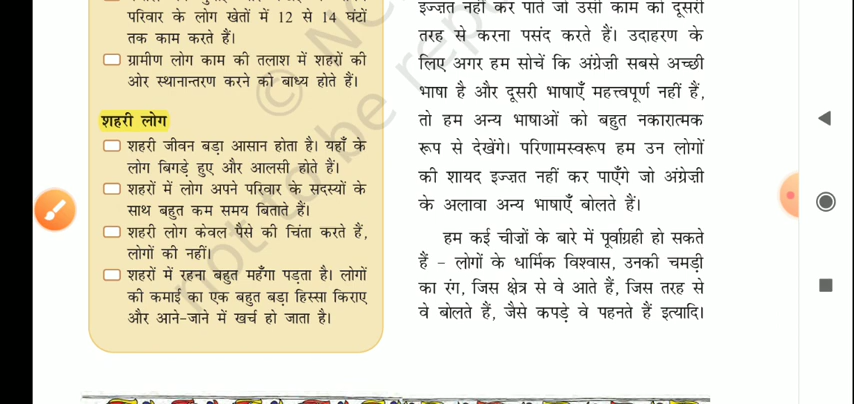 परिवार के लोग खेतों में 12 से 14 घंटों
तक काम करते हैं।
ग्रामीण लोग काम की तलाश में शहरों की
ओर स्थानान्तरण करने को बाध्य होते हैं।
शहरी लोग
शहरी जीवन बड़ा आसान होता है। यहाँ के
लोग बिगड़े हुए और आलसी होते हैं।
शहरों में लोग अपने परिवार के सदस्यों के
साथ बहुत कम समय बिताते हैं।
शहरी लोग केवल पैसे की चिंता करते हैं,
लोगों की नहीं।
शहरों में रहना बहुत महँगा पड़ता है। लोगों
की कमाई का एक बहुत बड़ा हिस्सा किराए
और आने-जाने में खर्च हो जाता है।
इज्ज़त नहीं कर पाते जो उसी काम को दूसरी
तरह से करना पसंद करते हैं। उदाहरण के
लिए अगर हम सोचें कि अंग्रेज़ी सबसे अच्छी
भाषा है और दूसरी भाषाएँ महत्त्वपूर्ण नहीं हैं,
तो हम अन्य भाषाओं को बहुत नकारात्मक
रूप से देखेंगे। परिणामस्वरूप हम उन लोगों
की शायद इज्ज़त नहीं कर पाएँगे जो अंग्रेज़ी
के अलावा अन्य भाषाएँ बोलते हैं।
हम कई चीज़ों के बारे में पूर्वाग्रही हो सकते
हैं – लोगों के धार्मिक विश्वास, उनकी चमड़ी
का रंग, जिस क्षेत्र से वे आते हैं, जिस तरह से
वे बोलते हैं, जैसे कपड़े वे पहनते हैं इत्यादि।
not to be rep